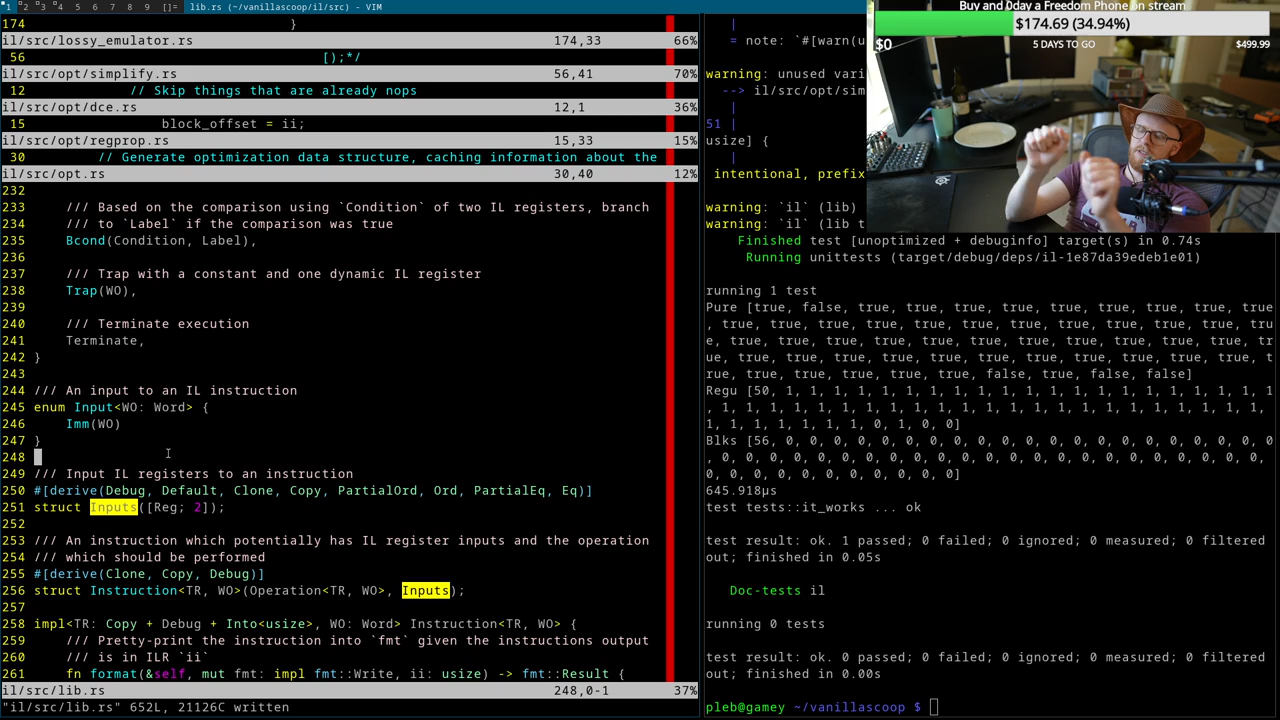 1 2 3 4 5 6 7 8 9 []= lib.rs (~/vanillascoop/il/src) - VIM
174 }
il/src/lossy_emulator.rs 174,33 66%
56 [);*/
il/src/opt/simplify.rs 56,41 70%
12 // Skip things that are already nops
il/src/opt/dce.rs 12,1 36%
15 block_offset = ii;
il/src/opt/regprop.rs 15,33 15%
30 // Generate optimization data structure, caching information about the
il/src/opt.rs 30,40 12%
232
233 /// Based on the comparison using `Condition` of two IL registers, branch
234 /// to `Label` if the comparison was true
235 Bcond(Condition, Label),
236
237 /// Trap with a constant and one dynamic IL register
238 Trap(WO),
239
240 /// Terminate execution
241 Terminate,
242 }
243
244 /// An input to an IL instruction
245 enum Input<WO: Word> {
246 Imm(WO)
247 }
248
249 /// Input IL registers to an instruction
250 #[derive(Debug, Default, Clone, Copy, PartialOrd, Ord, PartialEq, Eq)]
251 struct Inputs([Reg; 2]);
252
253 /// An instruction which potentially has IL register inputs and the operation
254 /// which should be performed
255 #[derive(Clone, Copy, Debug)]
256 struct Instruction<TR, WO>(Operation<TR, WO>, Inputs);
257
258 impl<TR: Copy + Debug + Into<usize>, WO: Word> Instruction<TR, WO> {
259 /// Pretty-print the instruction into `fmt` given the instructions output
260 /// is in ILR `ii`
261 fn format(&self, mut fmt: impl fmt::Write, ii: usize) -> fmt::Result {
il/src/lib.rs 248,0-1 37%
"il/src/lib.rs" 652L, 21126C written
|
= note: `#[warn(u
warning: unused vari
--> il/src/opt/sim
|
51 |
usize] {
|
intentional, prefix
warning: `il` (lib)
warning: `il` (lib t
Finished test [unoptimized + debuginfo] target(s) in 0.74s
Running unittests (target/debug/deps/il-1e87da39edeb1e01)
running 1 test
Pure [true, false, true, true, true, true, true, true, true, true, true
, true, true, true, true, true, true, true, true, true, true, true, tru
e, true, true, true, true, true, true, true, true, true, true, true, tr
ue, true, true, true, true, true, true, true, true, true, true, true, t
rue, true, true, true, true, true, false, true, false, false]
Regu [50, 1, 1, 1, 1, 1, 1, 1, 1, 1, 1, 1, 1, 1, 1, 1, 1, 1, 1, 1, 1, 1
, 1, 1, 1, 1, 1, 1, 1, 1, 1, 1, 1, 1, 1, 1, 1, 1, 1, 1, 1, 1, 1, 1, 1,
1, 1, 1, 1, 1, 1, 1, 0, 1, 0, 0]
Blks [56, 0, 0, 0, 0, 0, 0, 0, 0, 0, 0, 0, 0, 0, 0, 0, 0, 0, 0, 0, 0, 0
, 0, 0, 0, 0, 0, 0, 0, 0, 0, 0, 0, 0, 0, 0, 0, 0, 0, 0, 0, 0, 0, 0, 0,
0, 0, 0, 0, 0, 0, 0, 0, 0, 0, 0]
645.918µs
test tests::it_works ... ok
test result: ok. 1 passed; 0 failed; 0 ignored; 0 measured; 0 filtered
out; finished in 0.05s
Doc-tests il
running 0 tests
test result: ok. 0 passed; 0 failed; 0 ignored; 0 measured; 0 filtered
out; finished in 0.00s
pleb@gamey ~/vanillascoop $
Buy and 0day a Freedom Phone on stream
$174.69 (34.94%)
$0 5 DAYS TO GO $499.99